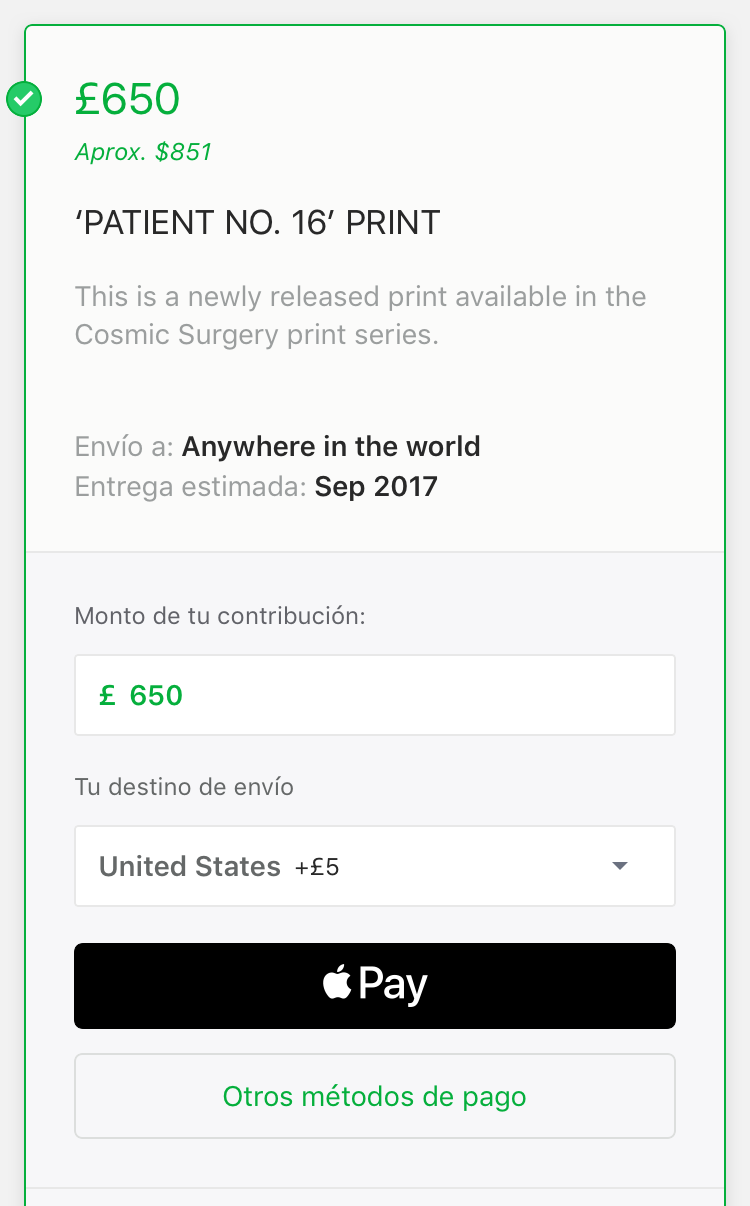 £650
Aprox. $851
‘PATIENT NO. 16’ PRINT
This is a newly released print available in the
Cosmic Surgery print series.
Envío a: Anywhere in the world
Entrega estimada: Sep 2017
Monto de tu contribución:
£ 650
Tu destino de envío
United States +£5
Pay
Otros métodos de pago